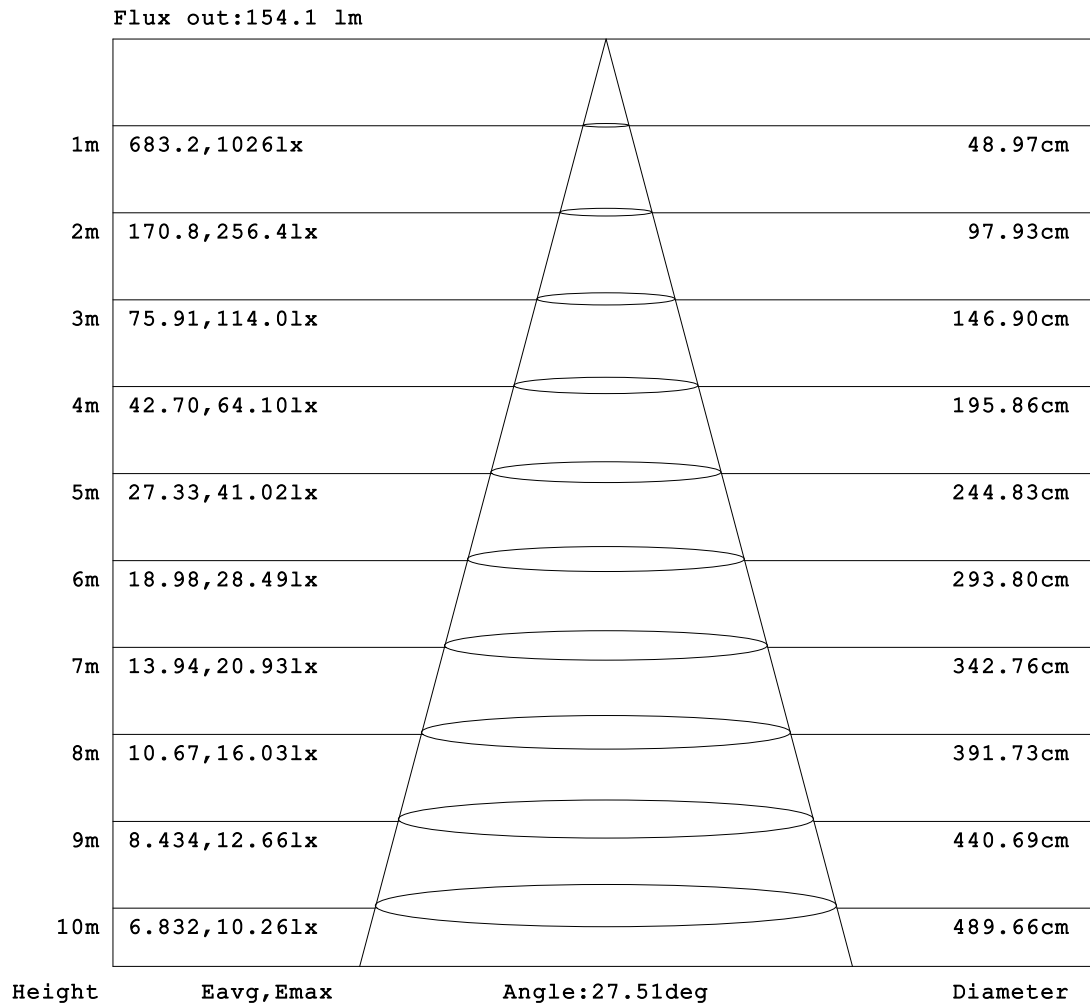 Flux out:154.1 lm
1m 683.2,1026lx 48.97cm
2m 170.8,256.4lx 97.93cm
3m 75.91,114.0lx 146.90cm
4m 42.70,64.10lx 195.86cm
5m 27.33,41.02lx 244.83cm
6m 18.98,28.49lx 293.80cm
7m 13.94,20.93lx 342.76cm
8m 10.67,16.03lx 391.73cm
9m 8.434,12.66lx 440.69cm
10m 6.832,10.26lx 489.66cm
Height Eavg,Emax Angle:27.51deg Diameter